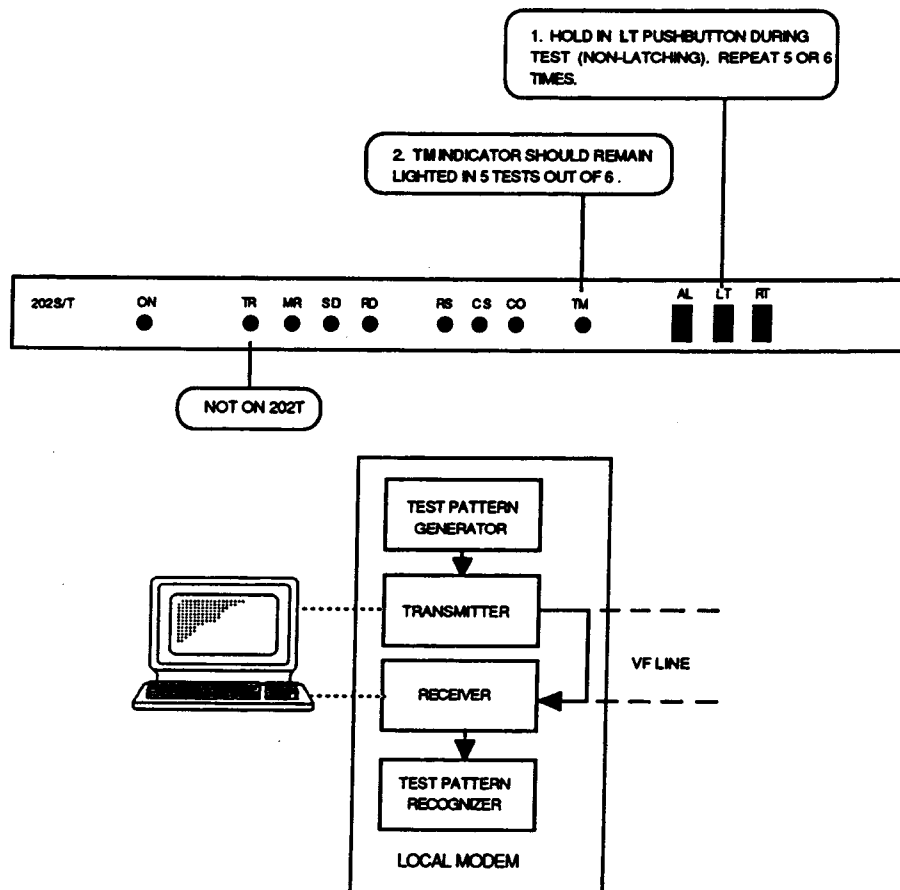 1. HOLD IN LT PUSHBUTTON DURING
TEST (NON-LATCHING). REPEAT 5 OR 6
TIMES.
2. TM INDICATOR SHOULD REMAIN
LIGHTED IN 5 TESTS OUT OF 6 .
202S/T ON TR MR SD RD RS CS CO TM AL LT RT
NOT ON 202T
TEST PATTERN
GENERATOR
TRANSMITTER
VF LINE
RECEIVER
TEST PATTERN
RECOGNIZER
LOCAL MODEM